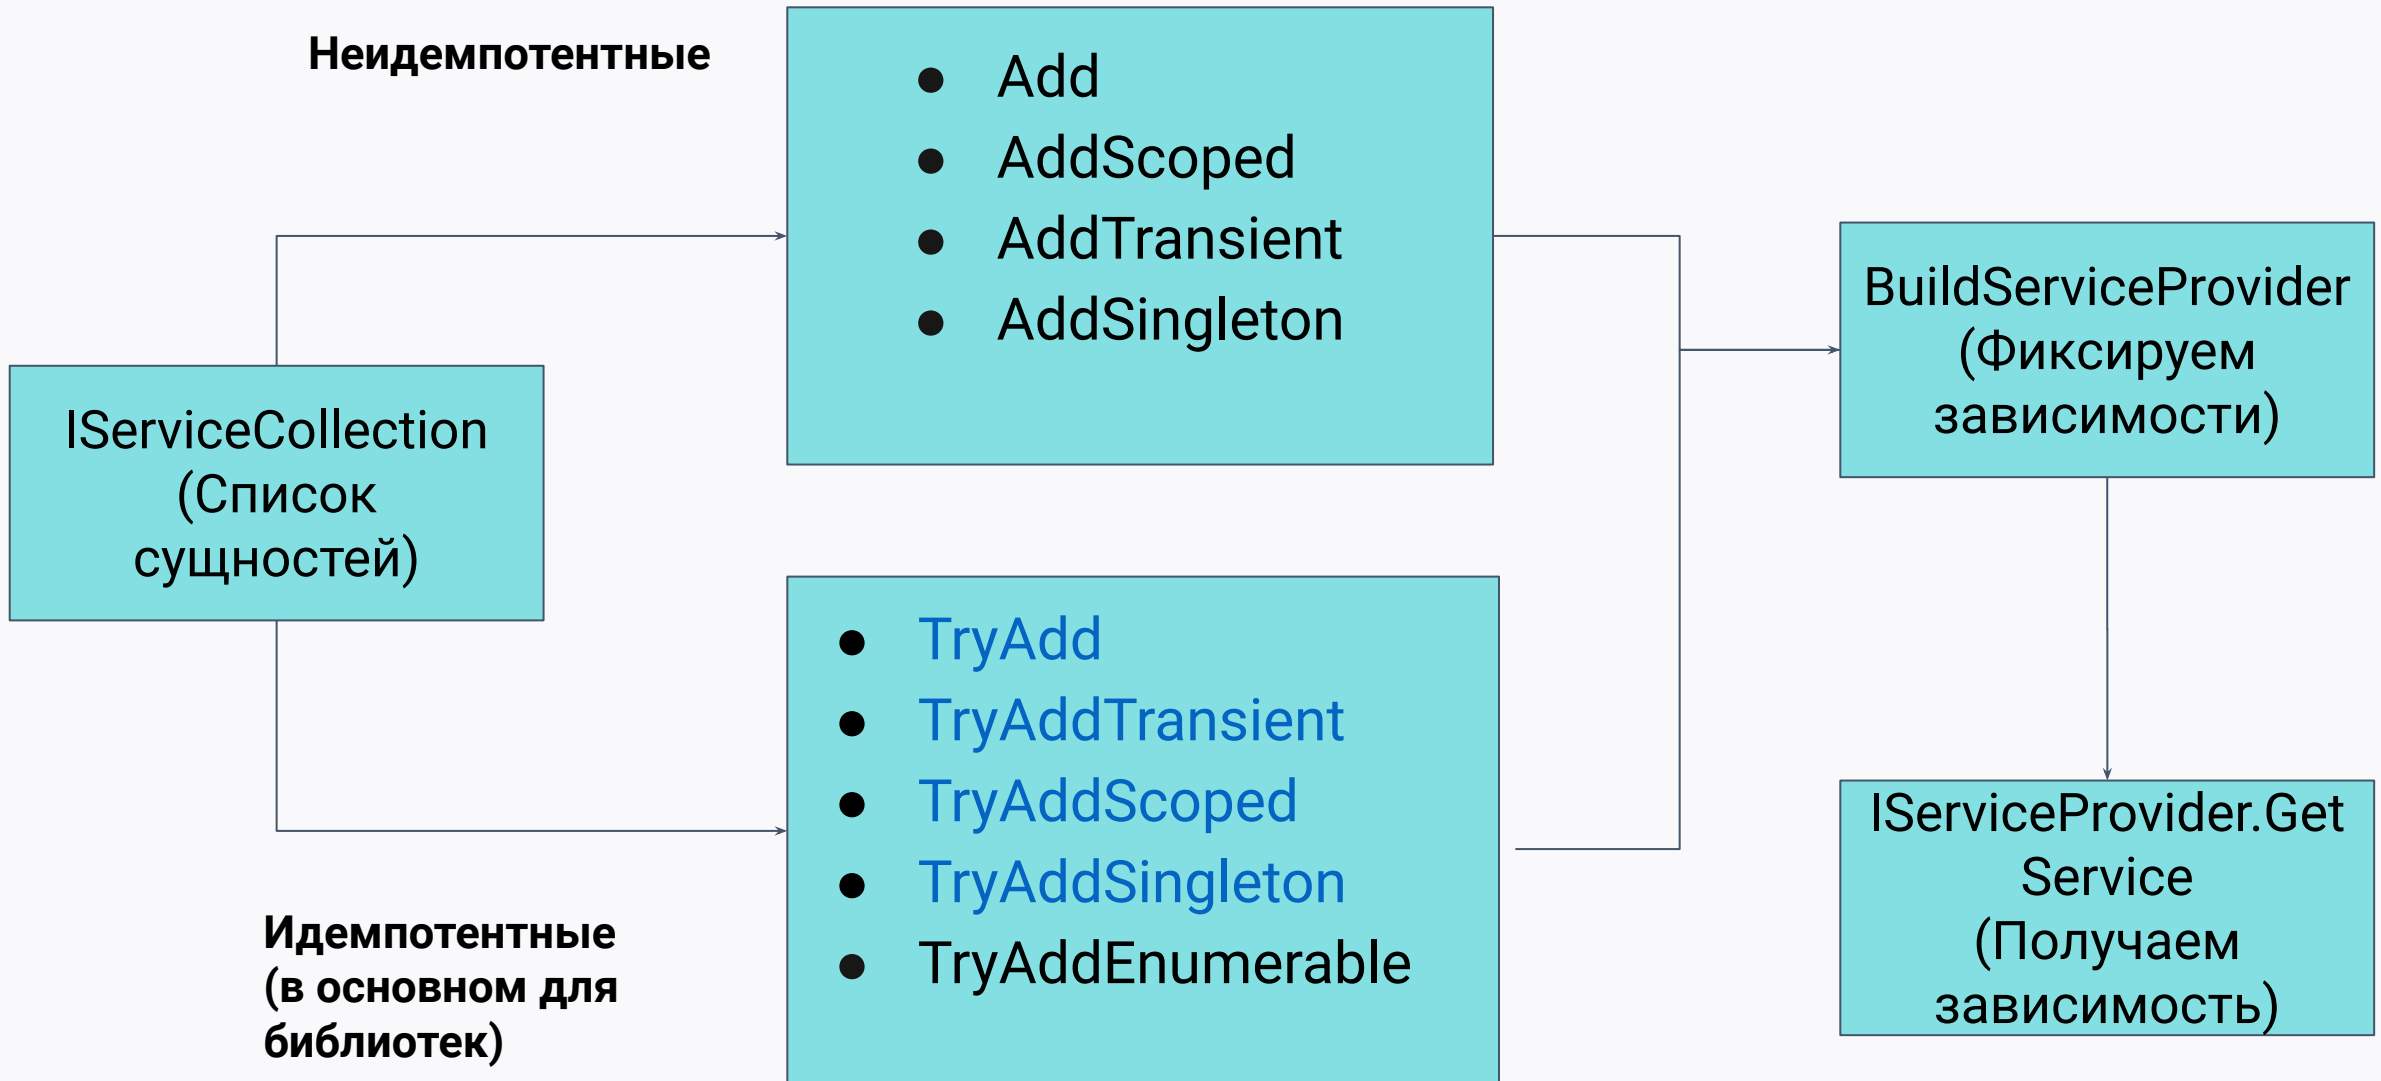 Неидемпотентные
● Add
● AddScoped
● AddTransient
● AddSingleton
IServiceCollection
(Список
сущностей)
● TryAdd
● TryAddTransient
● TryAddScoped
● TryAddSingleton
● TryAddEnumerable
Идемпотентные
(в основном для
библиотек)
BuildServiceProvider
(Фиксируем
зависимости)
IServiceProvider.Get
Service
(Получаем
зависимость)